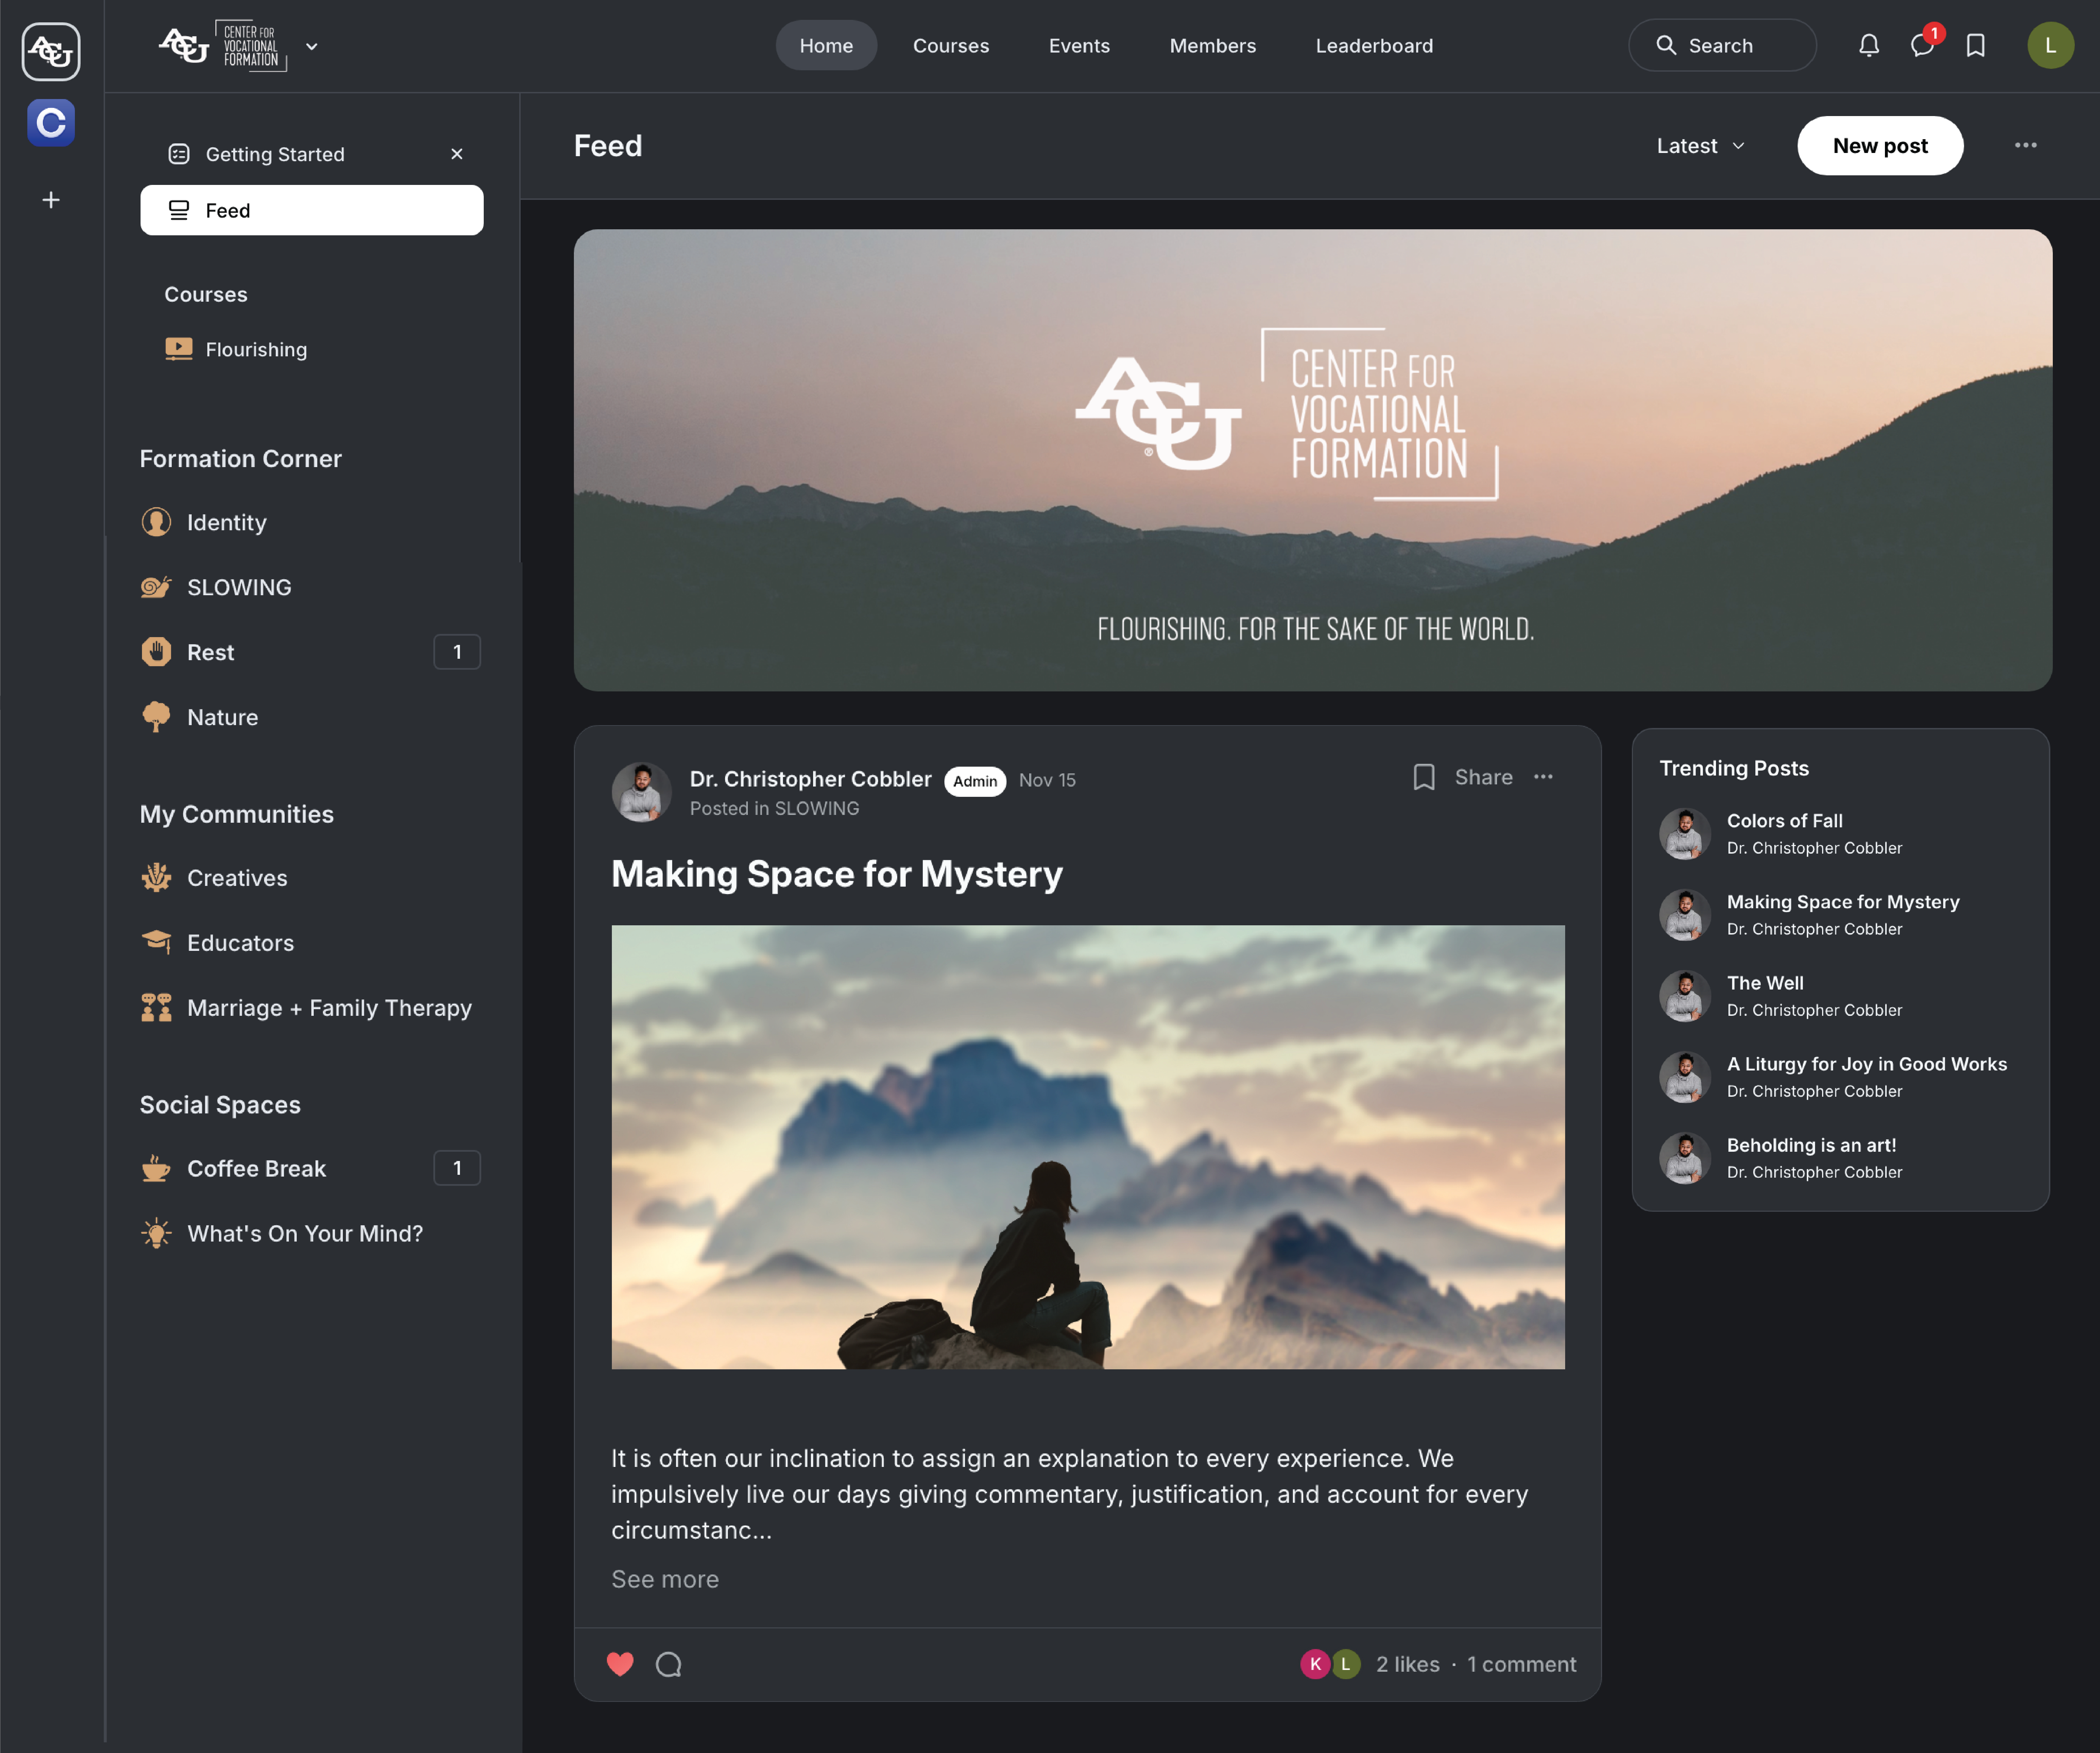 ACU
CENTER FOR
VOCATIONAL
FORMATION
Home
Courses
Events
Members
Leaderboard
Search
1
L
C
Getting Started
Feed
Courses
Flourishing
Formation Corner
Identity
SLOWING
Rest
1
Nature
My Communities
Creatives
Educators
Marriage + Family Therapy
Social Spaces
Coffee Break
1
What's On Your Mind?
Feed
Latest
New post
ACU
®
CENTER FOR
VOCATIONAL
FORMATION
FLOURISHING. FOR THE SAKE OF THE WORLD.
Dr. Christopher Cobbler Admin Nov 15
Posted in SLOWING
Share
Making Space for Mystery
It is often our inclination to assign an explanation to every experience. We
impulsively live our days giving commentary, justification, and account for every
circumstanc...
See more
K L 2 likes · 1 comment
Trending Posts
Colors of Fall
Dr. Christopher Cobbler
Making Space for Mystery
Dr. Christopher Cobbler
The Well
Dr. Christopher Cobbler
A Liturgy for Joy in Good Works
Dr. Christopher Cobbler
Beholding is an art!
Dr. Christopher Cobbler